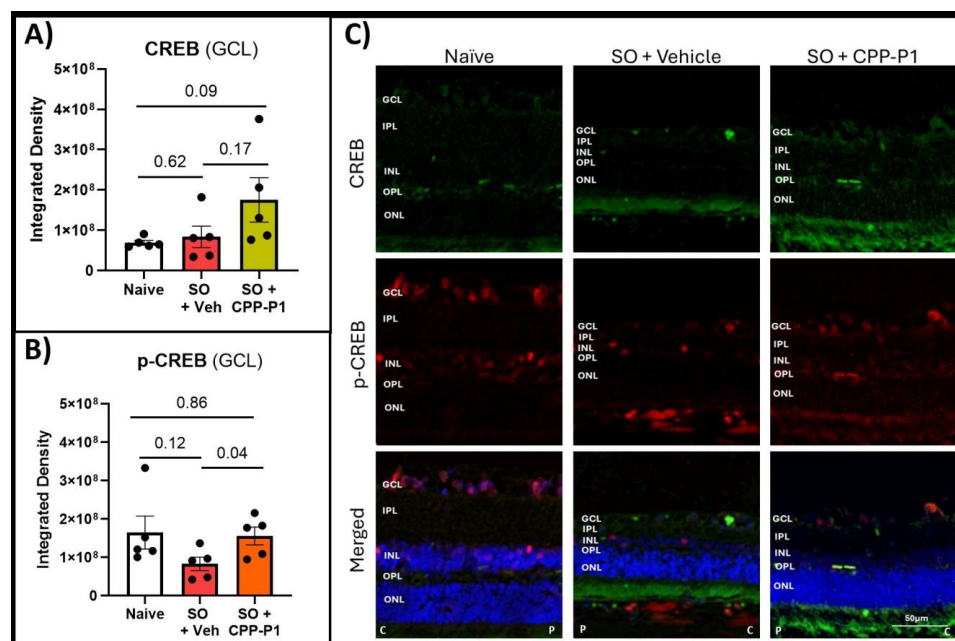 A)
CREB (GCL)
Integrated Density
5×10⁸
4×10⁸
3×10⁸
2×10⁸
1×10⁸
0
0.09
0.62
0.17
Naive
SO + Veh
SO + CPP-P1
B)
p-CREB (GCL)
Integrated Density
5×10⁸
4×10⁸
3×10⁸
2×10⁸
1×10⁸
0
0.86
0.12
0.04
Naive
SO + Veh
SO + CPP-P1
C)
Naïve
SO + Vehicle
SO + CPP-P1
CREB
GCL
IPL
INL
OPL
ONL
GCL
IPL
INL
OPL
ONL
GCL
IPL
INL
OPL
ONL
p-CREB
GCL
IPL
INL
OPL
ONL
GCL
IPL
INL
OPL
ONL
GCL
IPL
INL
OPL
ONL
Merged
GCL
IPL
INL
OPL
ONL
C
P
GCL
IPL
INL
OPL
ONL
P
C
GCL
IPL
INL
OPL
ONL
50µm
P
C